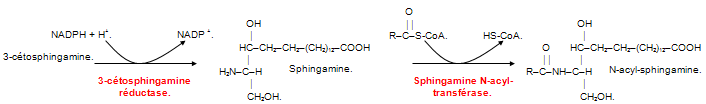 O
OH
NADPH + H⁺.
NADP⁺.
R–C–S-CoA.
HS-CoA.
OH
HC–CH₂–CH₂–(CH₂)₁₂–COOH
O
HC–CH₂–CH₂–(CH₂)₁₂–COOH
3-cétosphingamine.
H₂N–C–H
Sphingamine.
R–C–NH–C–H
N-acyl-sphingamine.
3-cétosphingamine
réductase.
Sphingamine N-acyl-
transférase.
CH₂OH.
CH₂OH.